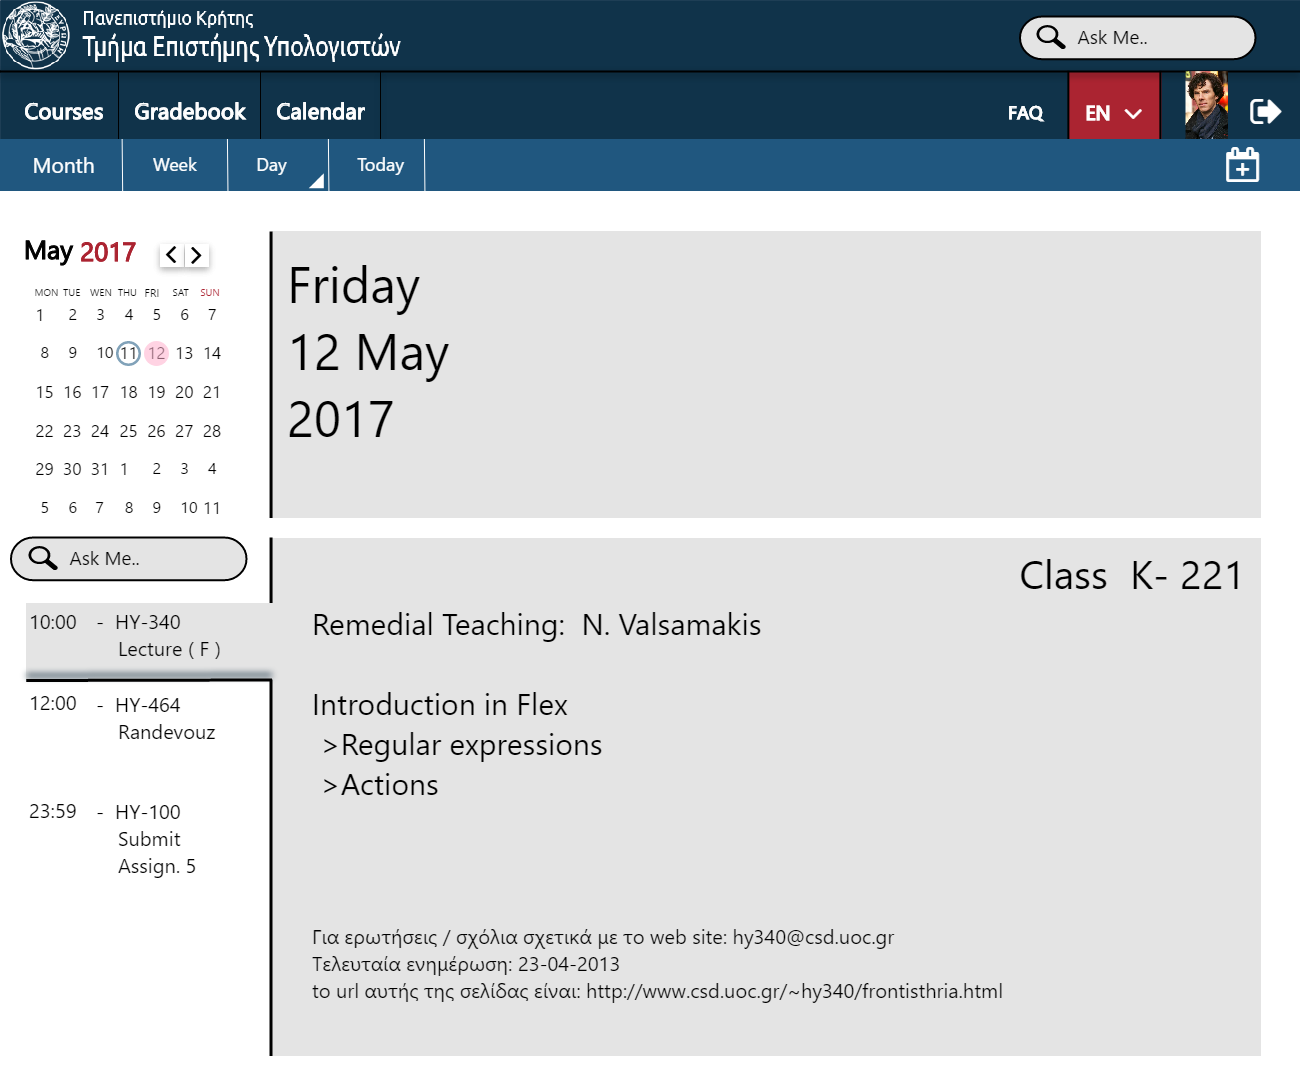 Πανεπιστήμιο Κρήτης
Τμήμα Επιστήμης Υπολογιστών
Ask Me..
Courses Gradebook Calendar FAQ EN
Month Week Day Today
May 2017
MON TUE WEN THU FRI SAT SUN
1 2 3 4 5 6 7
8 9 10 11 12 13 14
15 16 17 18 19 20 21
22 23 24 25 26 27 28
29 30 31 1 2 3 4
5 6 7 8 9 10 11
Ask Me..
10:00 - HY-340
Lecture ( F )
12:00 - HY-464
Randevouz
23:59 - HY-100
Submit
Assign. 5
Friday
12 May
2017
Class K- 221
Remedial Teaching: N. Valsamakis
Introduction in Flex
>Regular expressions
>Actions
Για ερωτήσεις / σχόλια σχετικά με το web site: hy340@csd.uoc.gr
Τελευταία ενημέρωση: 23-04-2013
το url αυτής της σελίδας είναι: http://www.csd.uoc.gr/~hy340/frontisthria.html